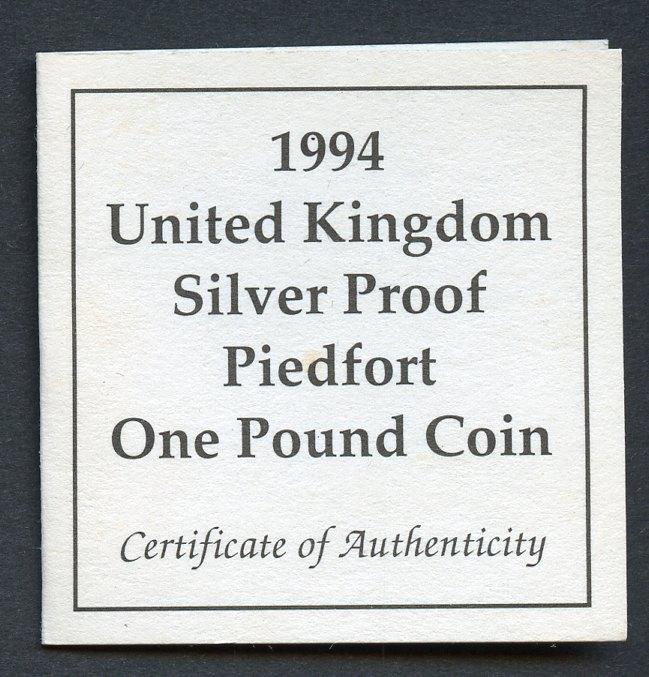 1994
United Kingdom
Silver Proof
Piedfort
One Pound Coin
Certificate of Authenticity